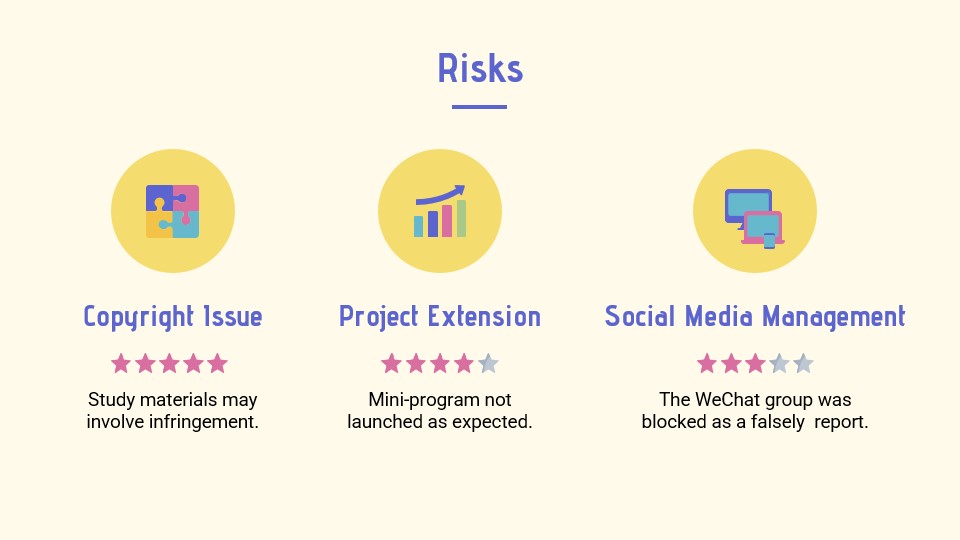 Risks
Copyright Issue
Study materials may
involve infringement.
Project Extension
Mini-program not
launched as expected.
Social Media Management
The WeChat group was
blocked as a falsely  report.